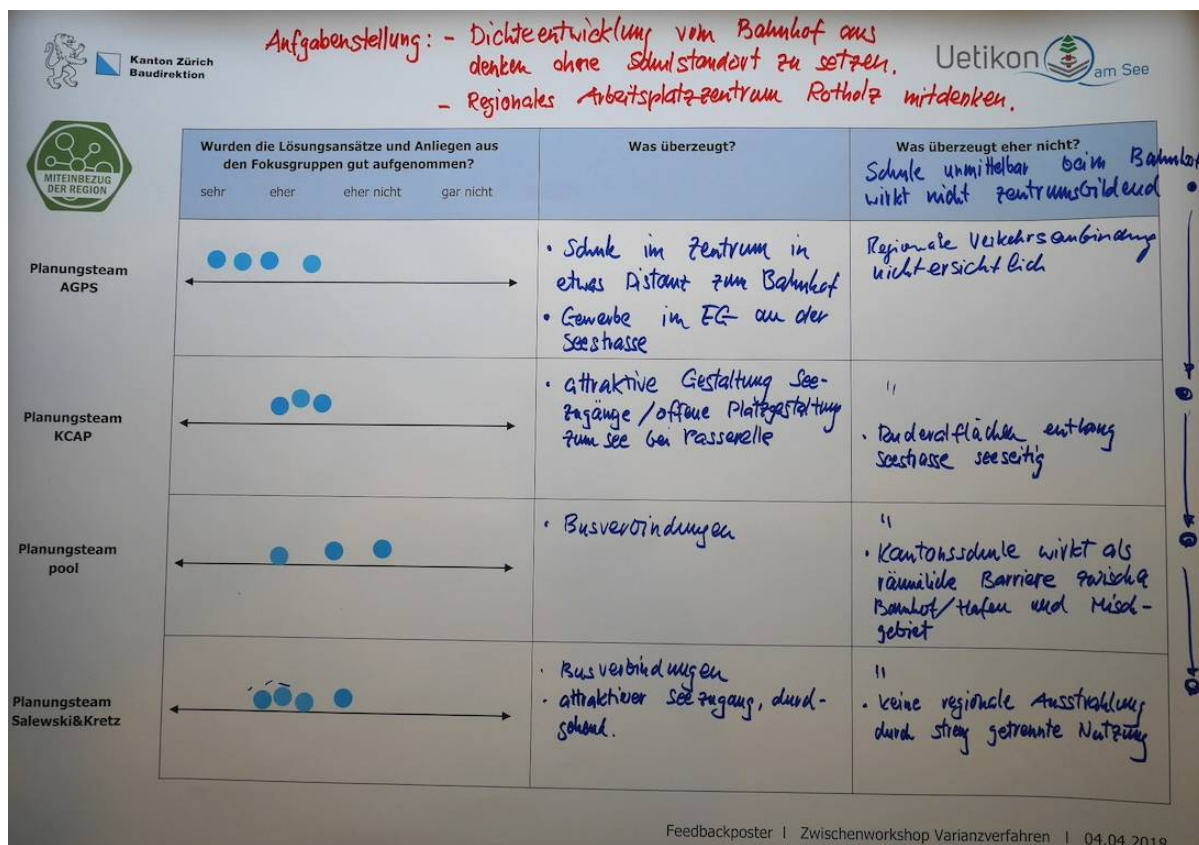 Kanton Zürich
Baudirektion
Aufgabenstellung: - Dichteentwicklung vom Bahnhof aus
denken ohne Schulstandort zu setzen.
- Regionales Arbeitsplatzzentrum Rotholz mitdenken.
Uetikon
am See
MITEINBEZUG
DER REGION
Wurden die Lösungsansätze und Anliegen aus
den Fokusgruppen gut aufgenommen?
sehr eher eher nicht gar nicht
Was überzeugt?
Was überzeugt eher nicht?
Schule unmittelbar beim Bahnhof
wirkt nicht zentrumsbildend
Planungsteam
AGPS
• Schule im Zentrum in
etwas Distanz zum Bahnhof
• Gewerbe im EG an der
Seestrasse
Regionale Verkehrsanbindung
nicht ersichtlich
Planungsteam
KCAP
• attraktive Gestaltung See-
zugänge / offene Platzgestaltung
zum See bei Passerelle
"
• Ruderalflächen entlang
Seestrasse seeseitig
Planungsteam
pool
• Busverbindungen
"
• Kantonsschule wirkt als
räumliche Barriere zwischen
Bahnhof/Hafen und Misch-
gebiet
Planungsteam
Salewski&Kretz
• Busverbindungen
• attraktiver Seezugang, durch-
gehend.
"
• keine regionale Ausstrahlung
durch streng getrennte Nutzung
Feedbackposter | Zwischenworkshop Varianzverfahren | 04.04.2018